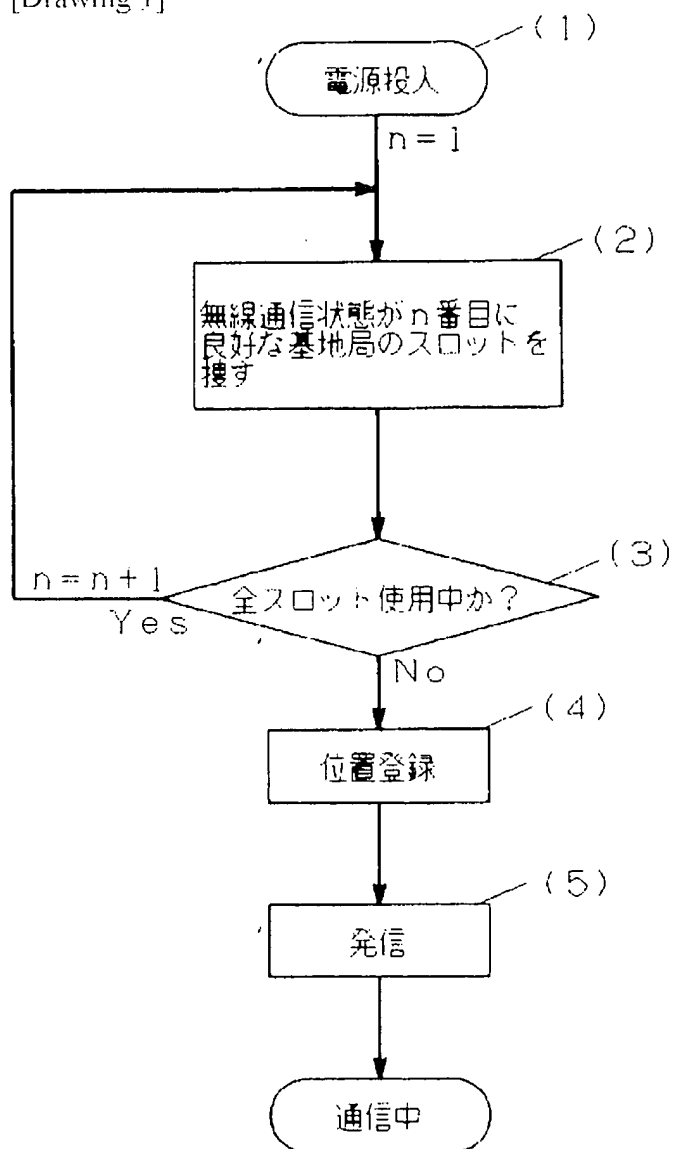 [Drawing 1]
(1)
電源投入
n=1
(2)
無線通信状態がn番目に
良好な基地局のスロットを
捜す
(3)
全スロット使用中か?
n=n+1
Yes
No
(4)
位置登録
(5)
発信
通信中